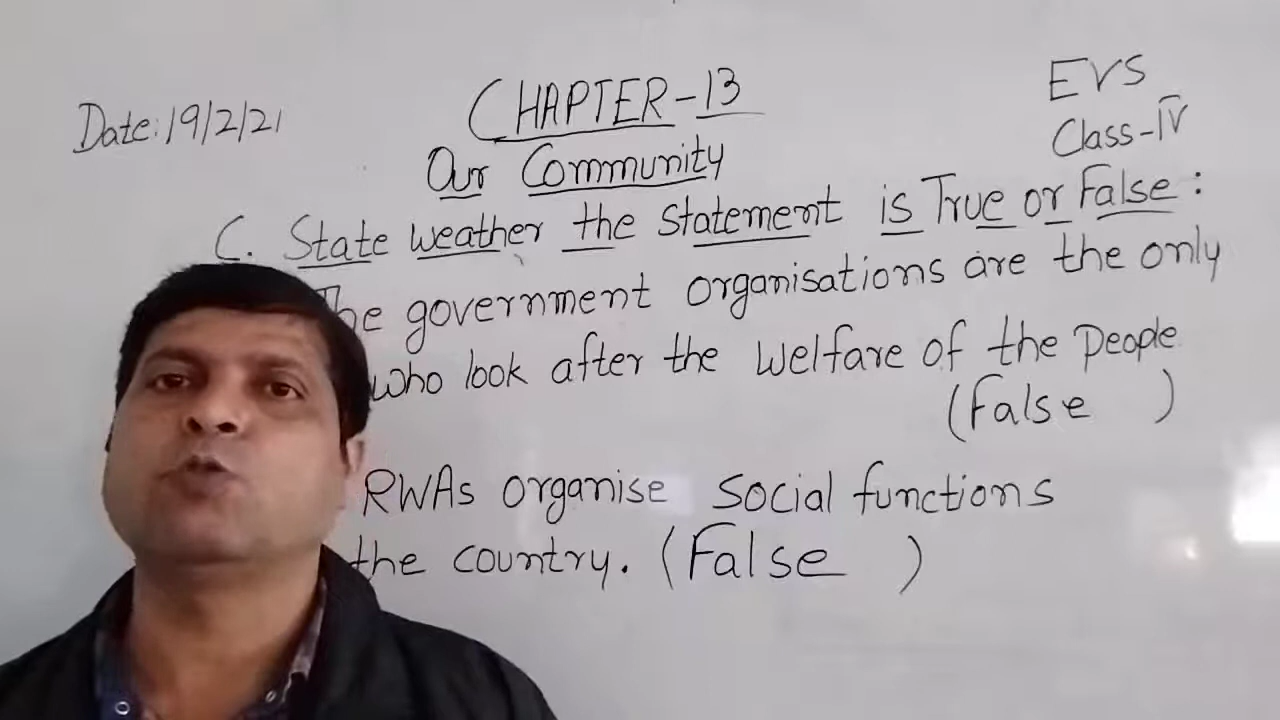 Date: 19/2/21
CHAPTER-13
EVS
Class-IV
Our Community
C. State weather the Statement is True or False:
The government organisations are the only
who look after the welfare of the people
(False )
RWAs organise Social functions
the country. (False )